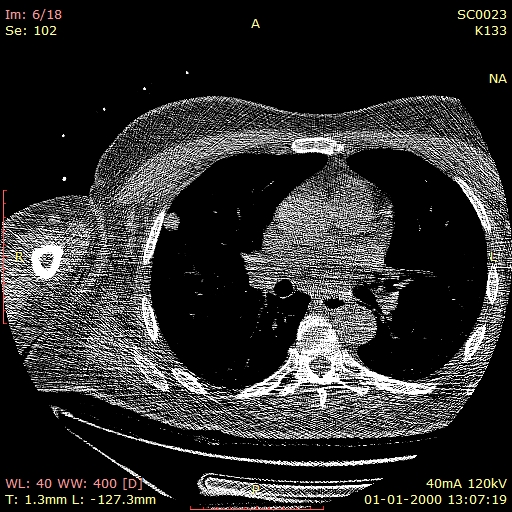 Im: 6/18
Se: 102
A
SC0023
K133
NA
R
L
WL: 40 WW: 400 [D]
T: 1.3mm L: -127.3mm
P
40mA 120kV
01-01-2000 13:07:19